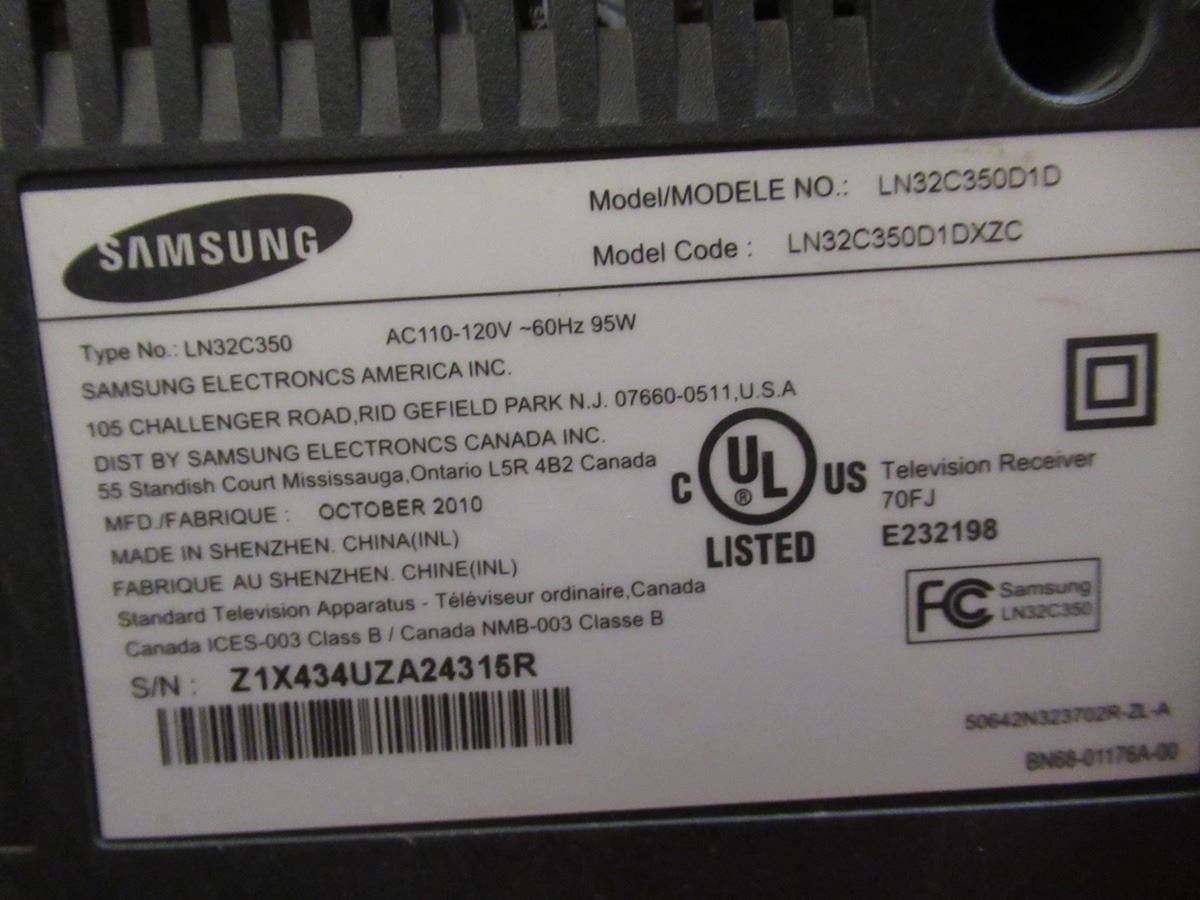 SAMSUNG
Model/MODELE NO.: LN32C350D1D
Model Code : LN32C350D1DXZC
Type No.: LN32C350 AC110-120V ~60Hz 95W
SAMSUNG ELECTRONCS AMERICA INC.
105 CHALLENGER ROAD,RID GEFIELD PARK N.J. 07660-0511,U.S.A
DIST BY SAMSUNG ELECTRONCS CANADA INC.
55 Standish Court Mississauga,Ontario L5R 4B2 Canada
MFD./FABRIQUE : OCTOBER 2010
MADE IN SHENZHEN. CHINA(INL)
FABRIQUE AU SHENZHEN. CHINE(INL)
Standard Television Apparatus - Téléviseur ordinaire,Canada
Canada ICES-003 Class B / Canada NMB-003 Classe B
S/N : Z1X434UZA24315R
C UL ® US
LISTED
Television Receiver
70FJ
E232198
FC Samsung
LN32C350
50642N323702R-ZL-A
BN68-01176A-00